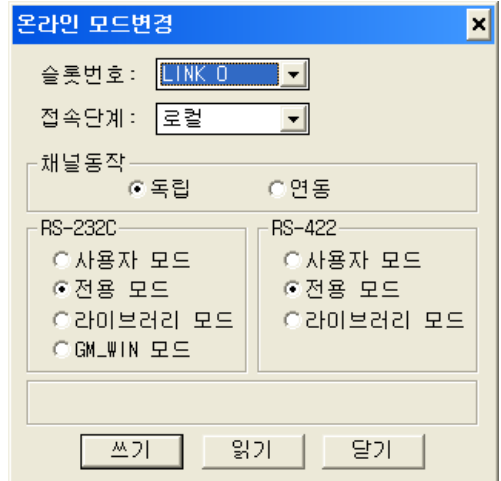 온라인 모드변경
슬롯번호: LINK 0
접속단계: 로컬
채널동작
독립 연동
RS-232C RS-422
사용자 모드 사용자 모드
전용 모드 전용 모드
라이브러리 모드 라이브러리 모드
GM_WIN 모드
쓰기 읽기 닫기